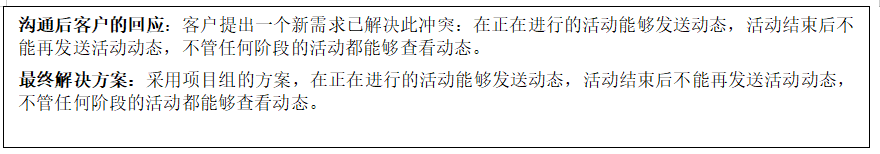 沟通后客户的回应：客户提出一个新需求已解决此冲突：在正在进行的活动能够发送动态，活动结束后不
能再发送活动动态，不管任何阶段的活动都能够查看动态。
最终解决方案：采用项目组的方案，在正在进行的活动能够发送动态，活动结束后不能再发送活动动态，
不管任何阶段的活动都能够查看动态。